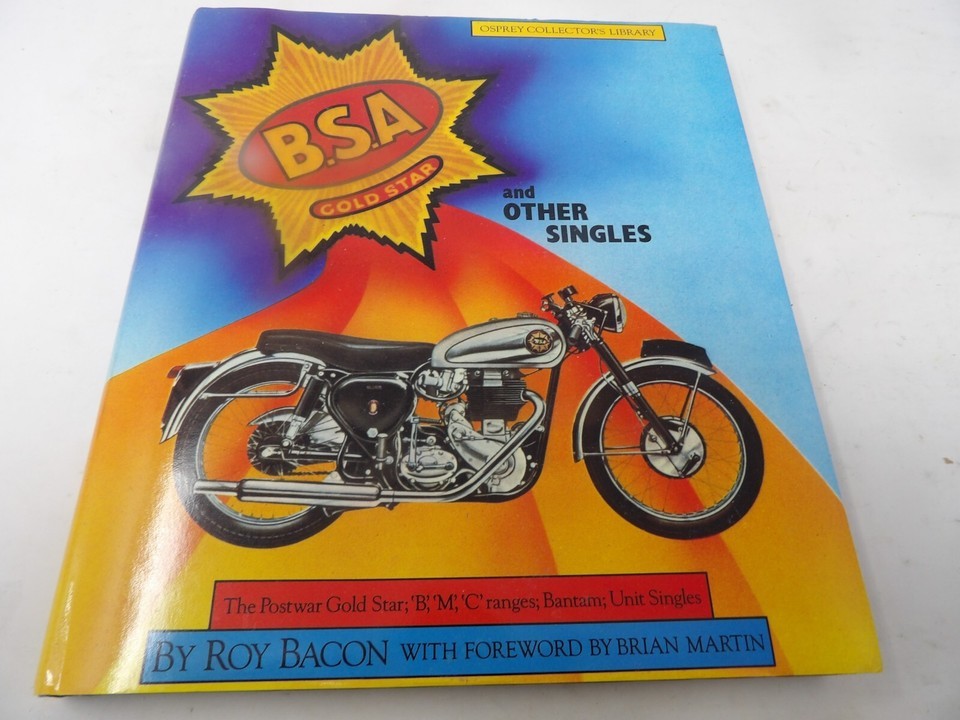 OSPREY COLLECTOR'S LIBRARY
B.S.A
GOLD STAR
and
OTHER
SINGLES
The Postwar Gold Star; 'B', 'M', 'C' ranges; Bantam; Unit Singles
BY ROY BACON WITH FOREWORD BY BRIAN MARTIN